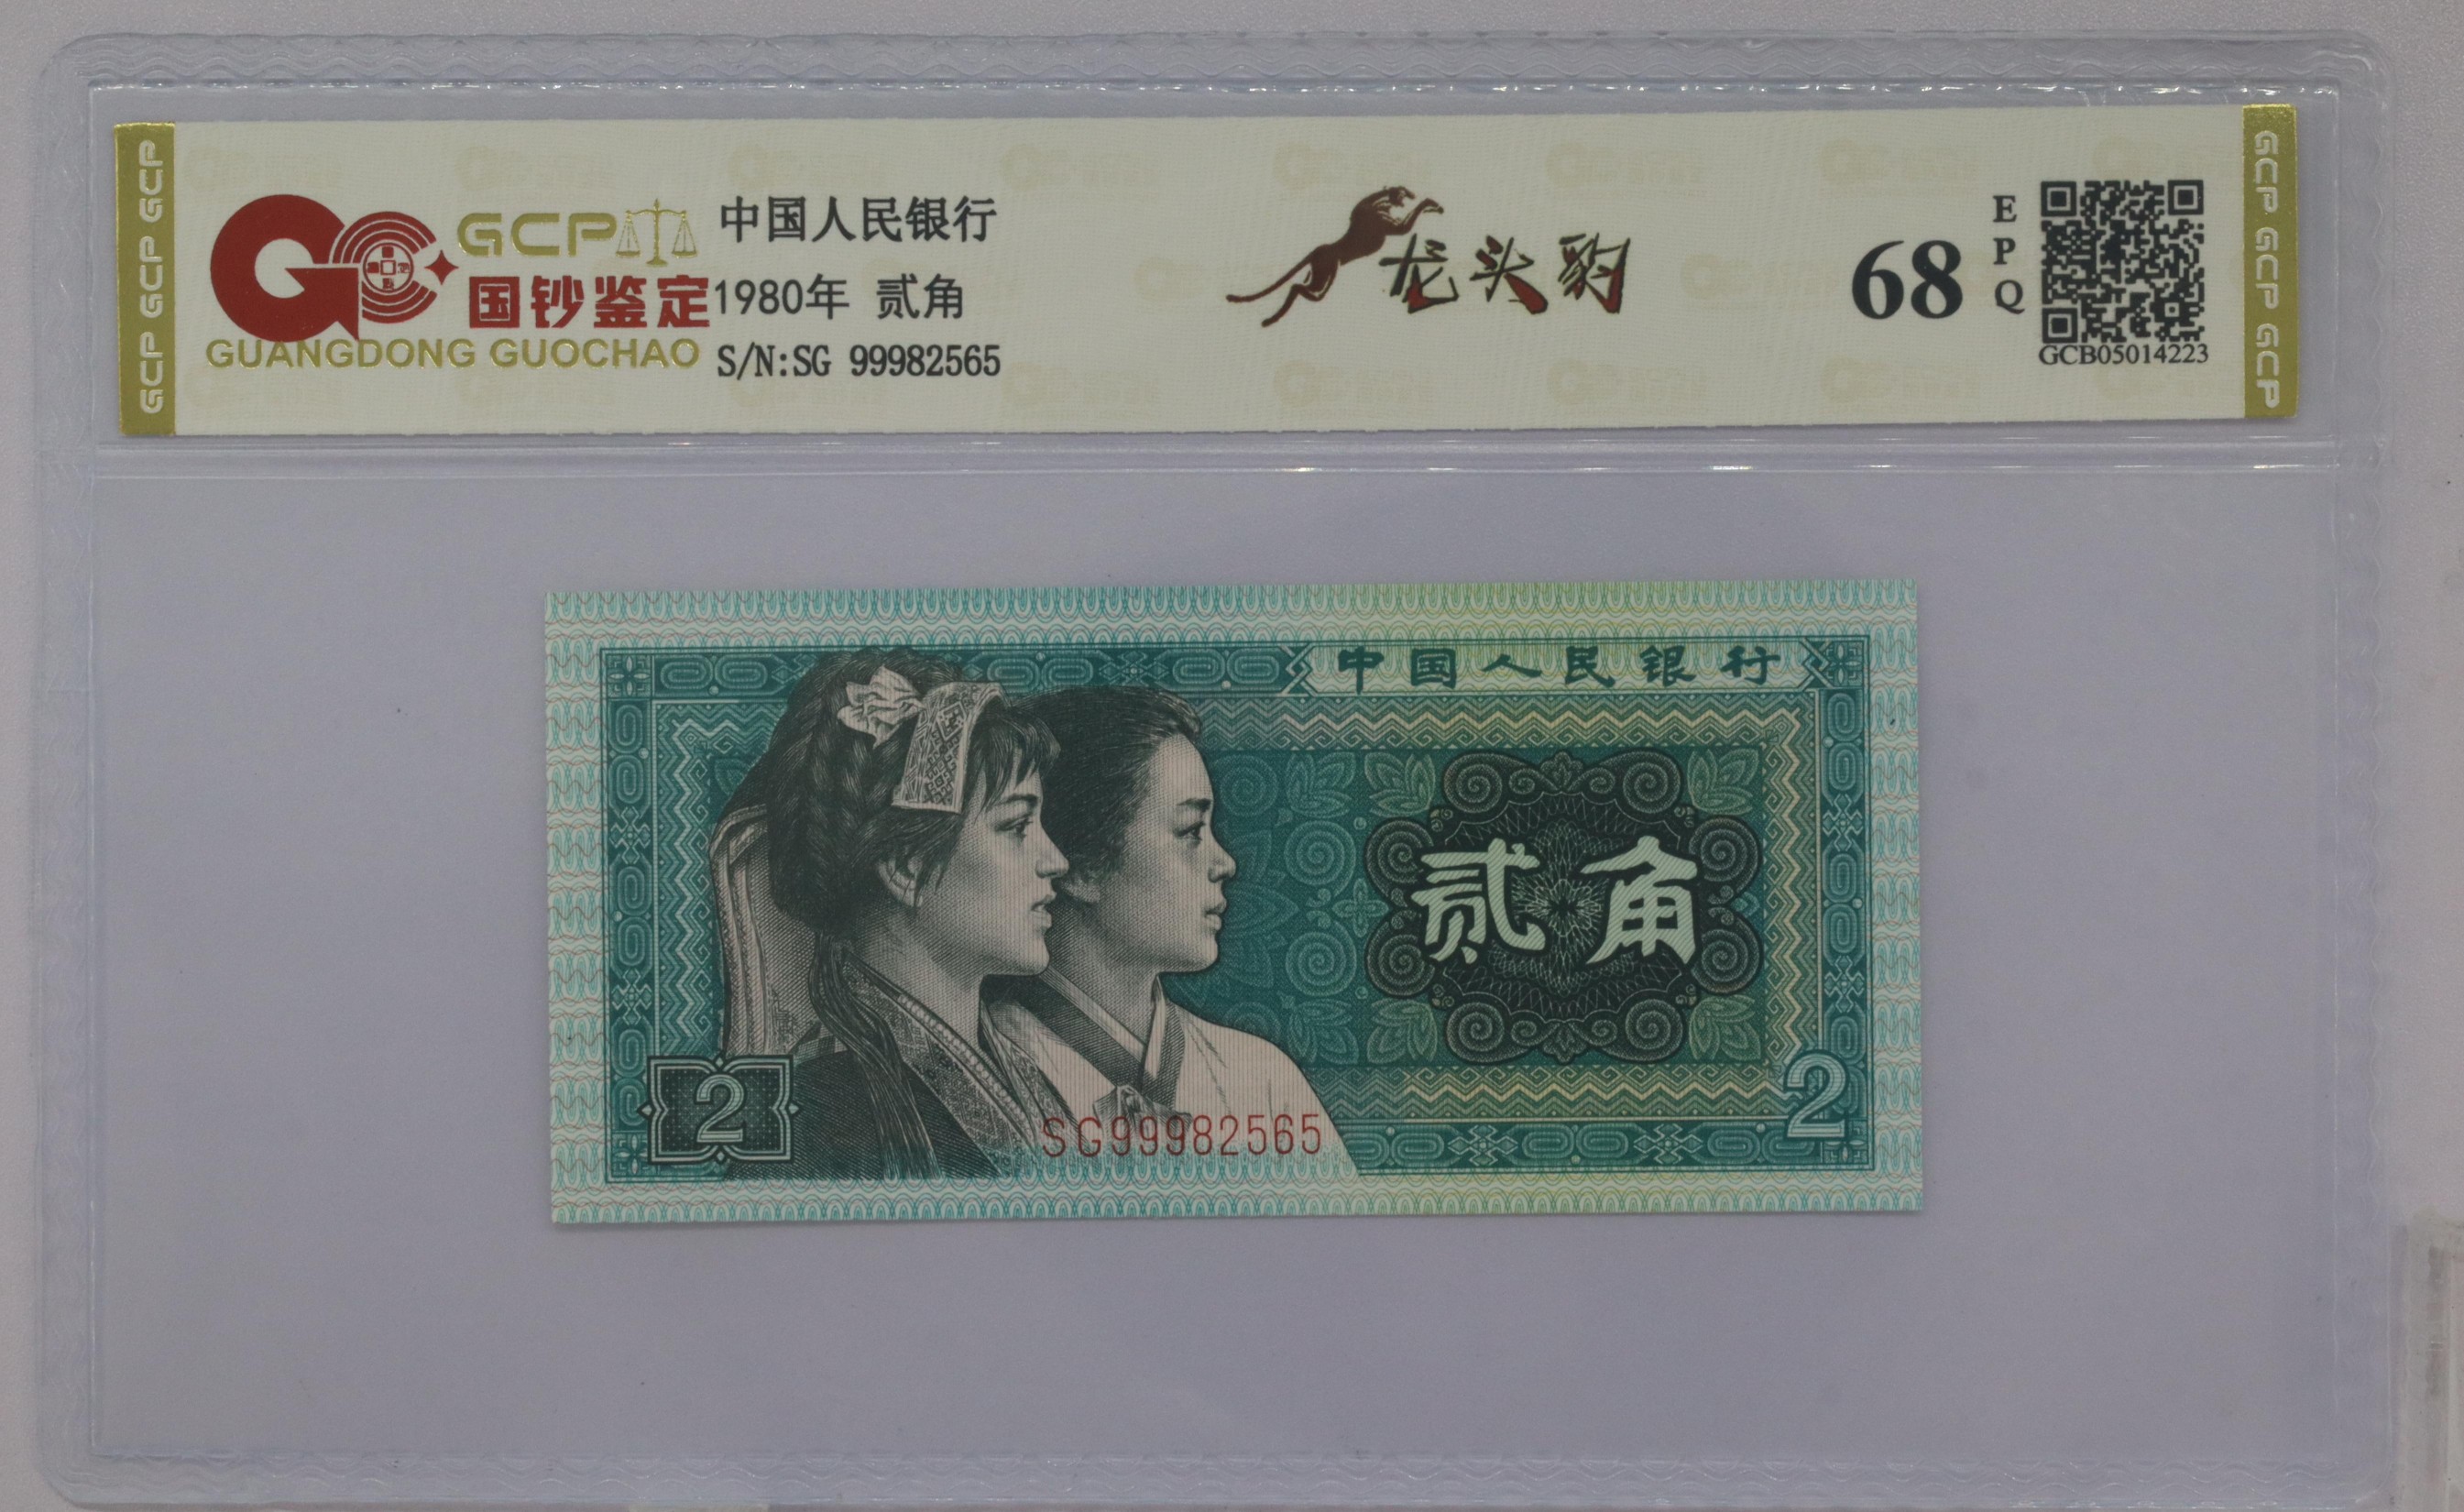 GCP GCP GCP
GCP
国钞鉴定
GUANGDONG GUOCHAO
中国人民银行
1980年 贰角
S/N:SG 99982565
龙头豹
68
EPQ
GCB05014223
GCP GCP GCP
中国人民银行
贰角
2
SG99982565
2